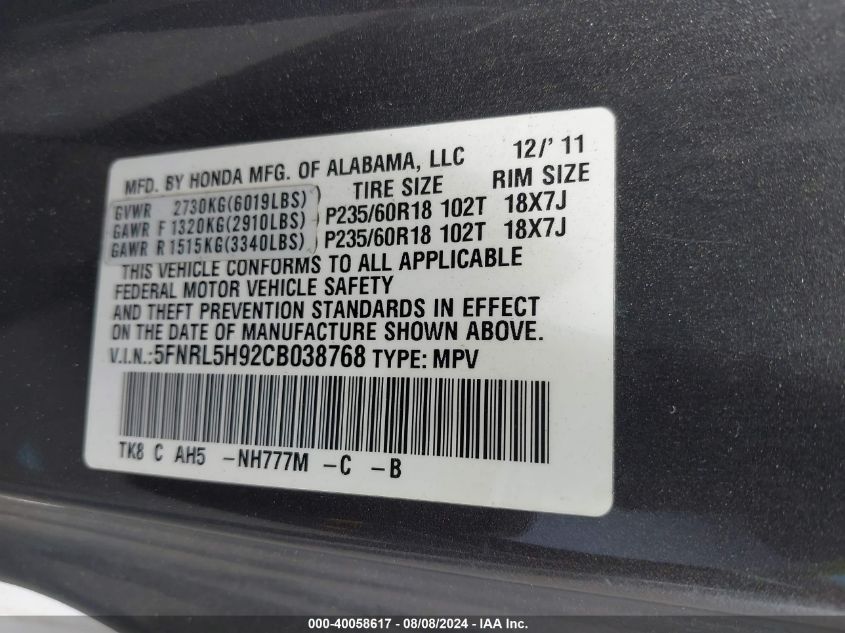 MFD. BY HONDA MFG. OF ALABAMA, LLC 12/'11
TIRE SIZE RIM SIZE
GVWR 2730KG(6019LBS)
GAWR F 1320KG(2910LBS) P235/60R18 102T 18X7J
GAWR R 1515KG(3340LBS) P235/60R18 102T 18X7J
THIS VEHICLE CONFORMS TO ALL APPLICABLE
FEDERAL MOTOR VEHICLE SAFETY
AND THEFT PREVENTION STANDARDS IN EFFECT
ON THE DATE OF MANUFACTURE SHOWN ABOVE.
V.I.N.:5FNRL5H92CB038768 TYPE: MPV
TK8 C AH5 -NH777M -C -B
000-40058617 - 08/08/2024 - IAA Inc.